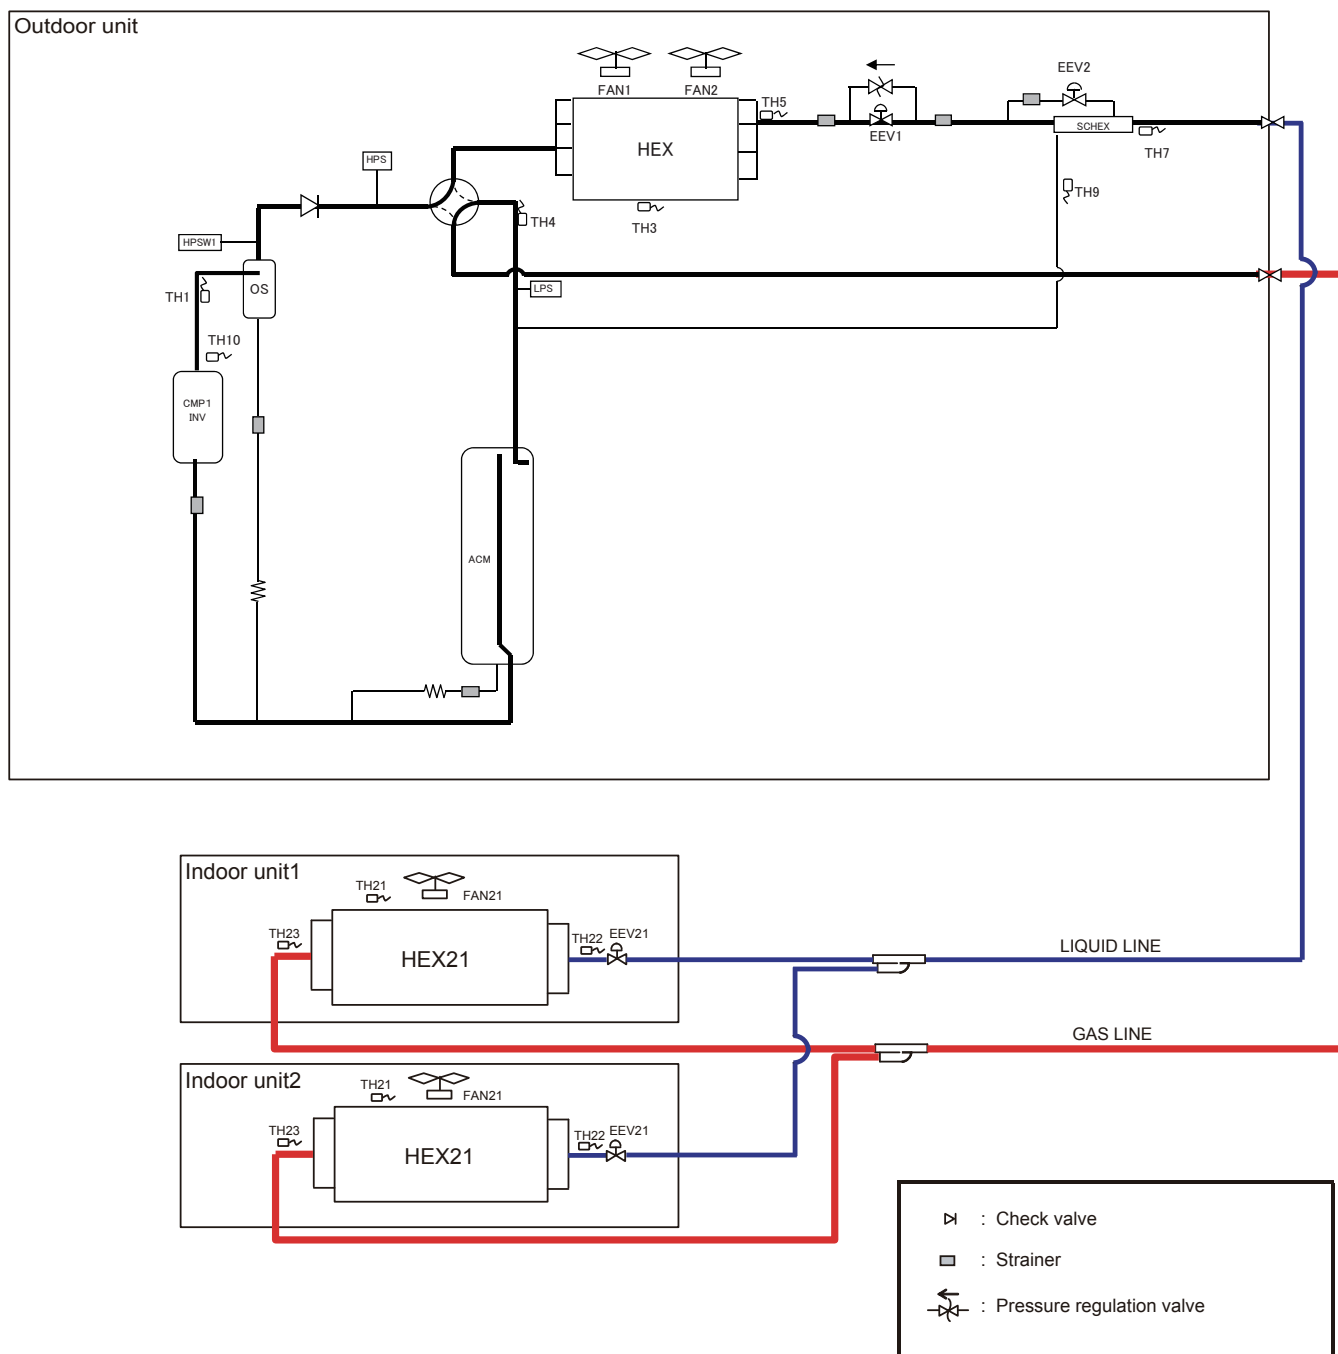 Outdoor unit
FAN1
FAN2
HEX
TH3
TH5
EEV1
EEV2
SCHEX
TH7
TH9
HPS
TH4
HPSW1
OS
TH1
TH10
LPS
CMP1
INV
ACM
Indoor unit1
TH21
FAN21
TH23
HEX21
TH22
EEV21
LIQUID LINE
GAS LINE
Indoor unit2
TH21
FAN21
TH23
HEX21
TH22
EEV21
: Check valve
: Strainer
: Pressure regulation valve